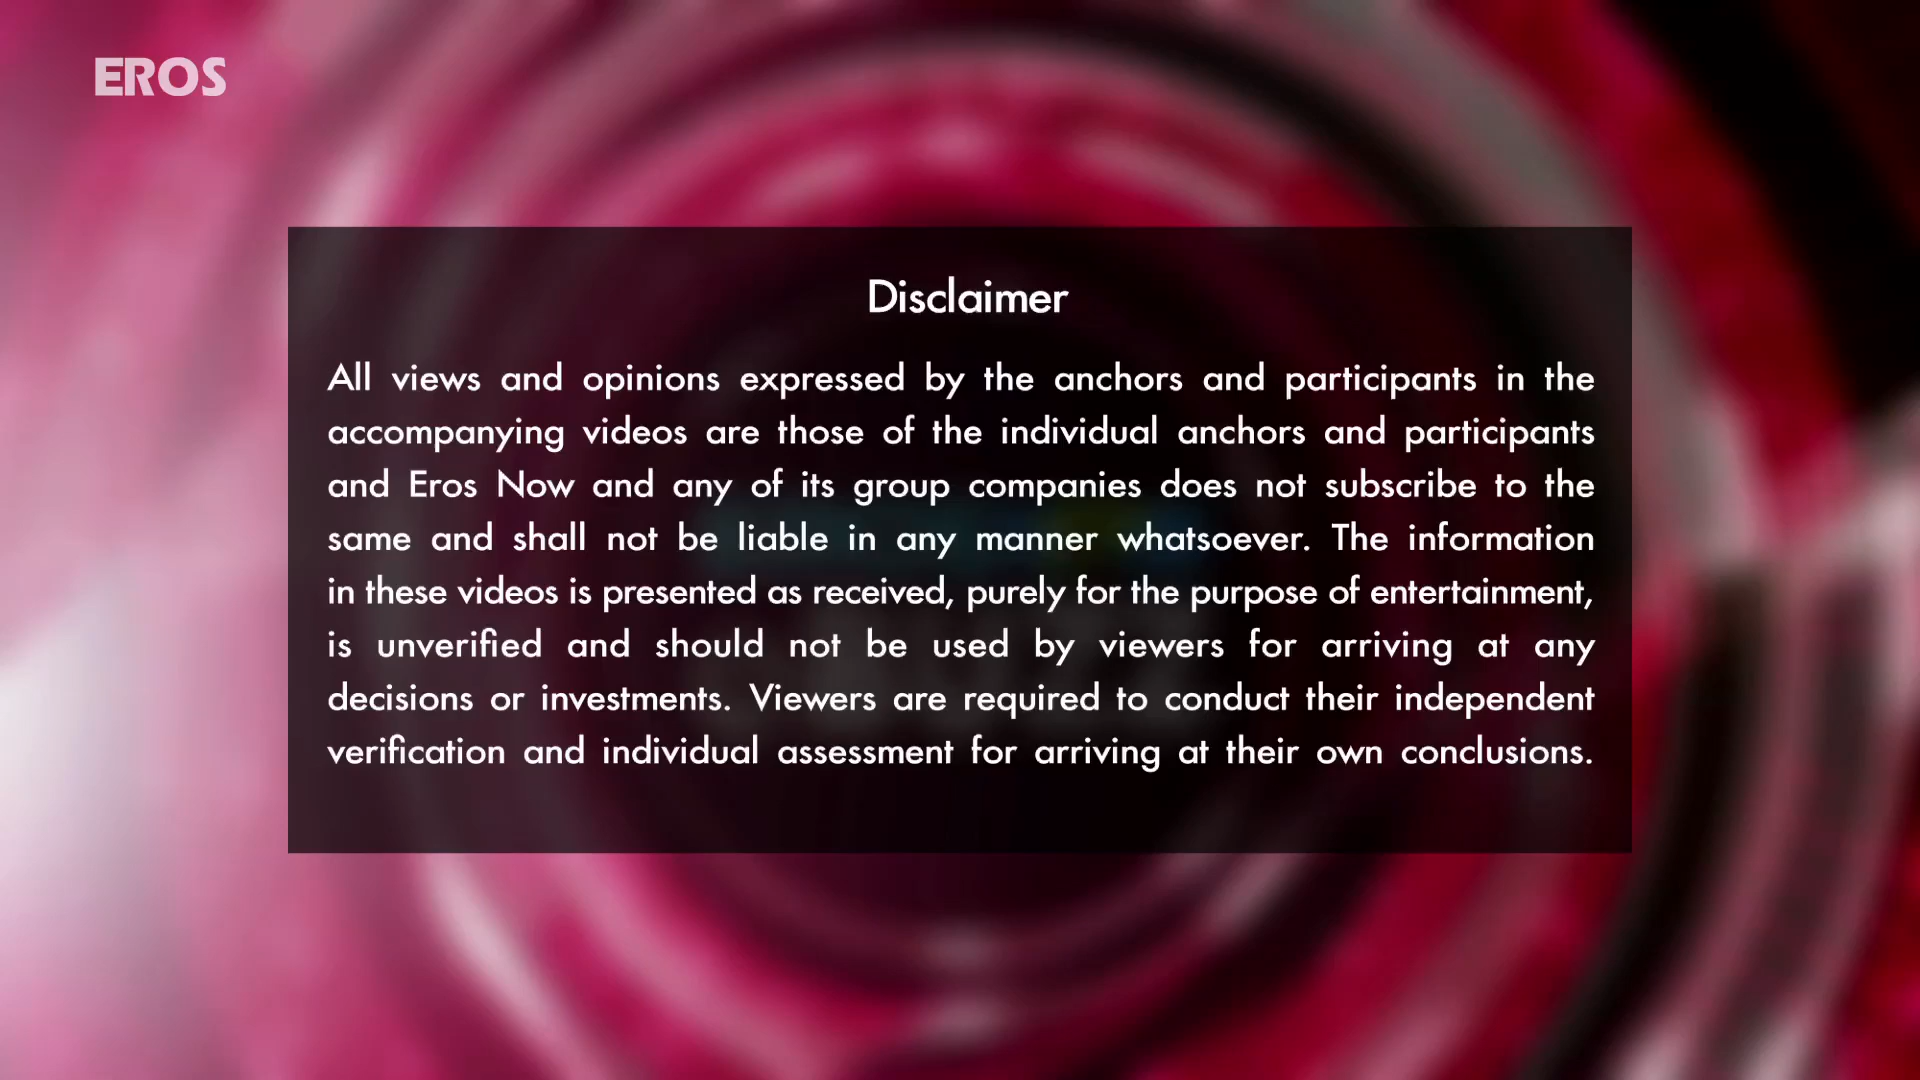 EROS
Disclaimer
All views and opinions expressed by the anchors and participants in the
accompanying videos are those of the individual anchors and participants
and Eros Now and any of its group companies does not subscribe to the
same and shall not be liable in any manner whatsoever. The information
in these videos is presented as received, purely for the purpose of entertainment,
is unverified and should not be used by viewers for arriving at any
decisions or investments. Viewers are required to conduct their independent
verification and individual assessment for arriving at their own conclusions.